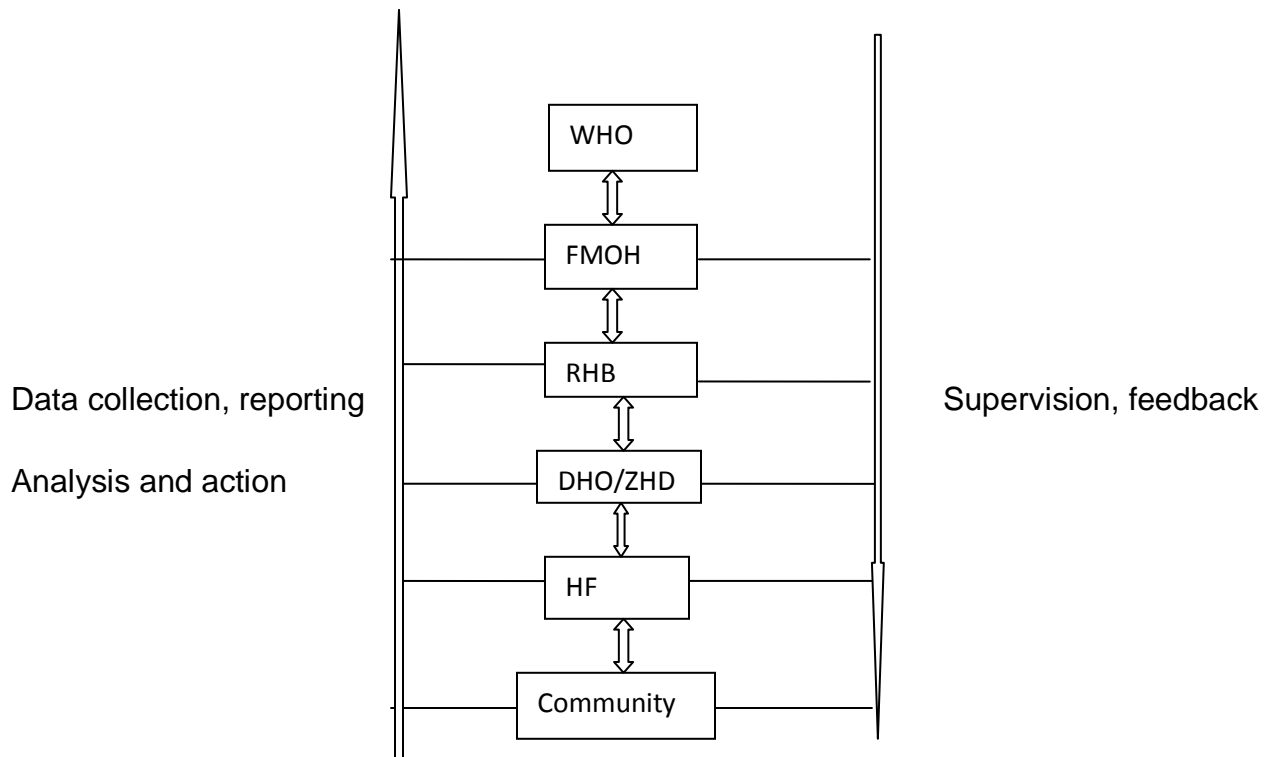 WHO
FMOH
RHB
Data collection, reporting
Supervision, feedback
Analysis and action
DHO/ZHD
HF
Community